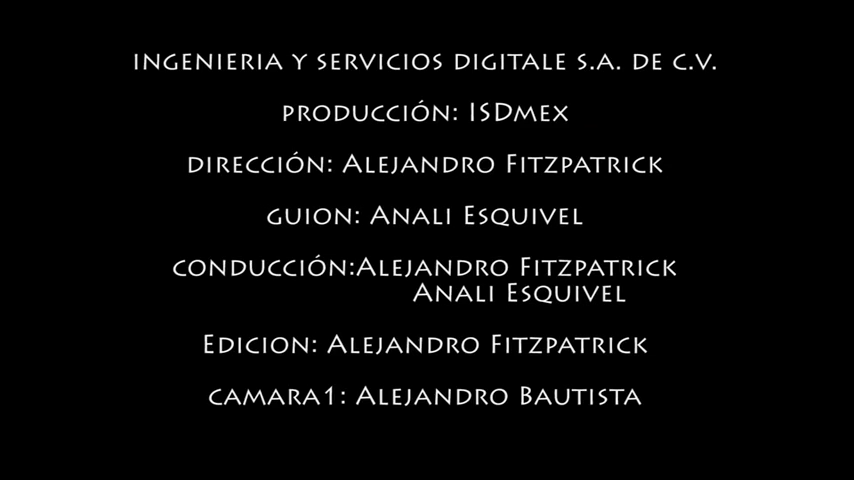 INGENIERIA Y SERVICIOS DIGITALE S.A. DE C.V.
PRODUCCIÓN: ISDMEX
DIRECCIÓN: ALEJANDRO FITZPATRICK
GUION: ANALI ESQUIVEL
CONDUCCIÓN:ALEJANDRO FITZPATRICK
ANALI ESQUIVEL
EDICION: ALEJANDRO FITZPATRICK
CAMARA1: ALEJANDRO BAUTISTA